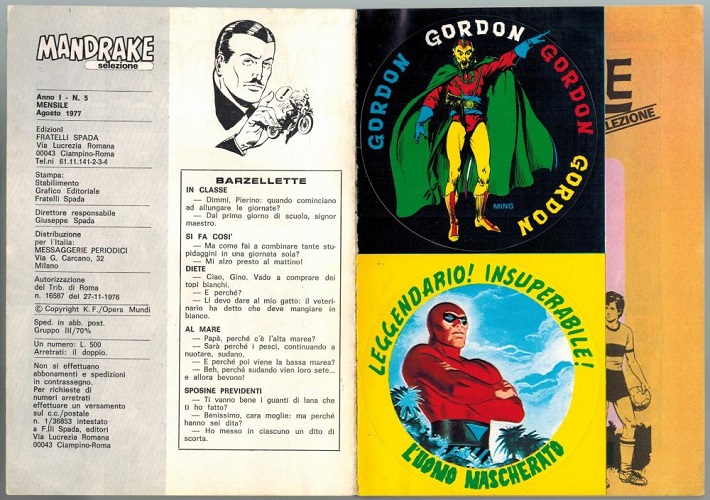 MANDRAKE
selezione
Anno I - N. 5
MENSILE
Agosto 1977
Edizioni
FRATELLI SPADA
Via Lucrezia Romana
00043 Ciampino-Roma
Tel.ni 61.11.141-2-3-4
Stampa:
Stabilimento
Grafico Editoriale
Fratelli Spada
Direttore responsabile
Giuseppe Spada
Distribuzione
per l'Italia:
MESSAGGERIE PERIODICI
Via G. Carcano, 32
Milano
Autorizzazione
del Trib. di Roma
n. 16587 del 27-11-1976
© Copyright K. F./Opera Mundi
Sped. in abb. post.
Gruppo III/70%
Un numero: L. 500
Arretrati: il doppio.
Non si effettuano
abbonamenti e spedizioni
in contrassegno.
Per richieste di
numeri arretrati
effettuare un versamento
sul c.c./postale
n. 1/36853 intestato
a F.lli Spada, editori
Via Lucrezia Romana
00043 Ciampino-Roma
BARZELLETTE
IN CLASSE
— Dimmi, Pierino: quando cominciano
ad allungare le giornate?
— Dal primo giorno di scuola, signor
maestro.
SI FA COSI'
— Ma come fai a combinare tante stu-
pidaggini in una giornata sola?
— Mi alzo presto al mattino!
DIETE
— Ciao, Gino. Vado a comprare dei
topi bianchi.
— E perché?
— Li devo dare al mio gatto: il veteri-
nario ha detto che deve mangiare in
bianco.
AL MARE
— Papà, perché c'è l'alta marea?
— Sarà perché i pesci, continuando a
nuotare, sudano.
— E perché poi viene la bassa marea?
— Beh, perché sudando vien loro sete...
e allora bevono!
SPOSINE PREVIDENTI
— Ti vanno bene i guanti di lana che
ti ho fatto?
— Benissimo, cara moglie: ma perché
hanno sei dita?
— Ho messo in ciascuno un dito di
scorta.
GORDON GORDON GORDON GORDON
MING
LEGGENDARIO! INSUPERABILE!
L'UOMO MASCHERATO
E
LEZIONE